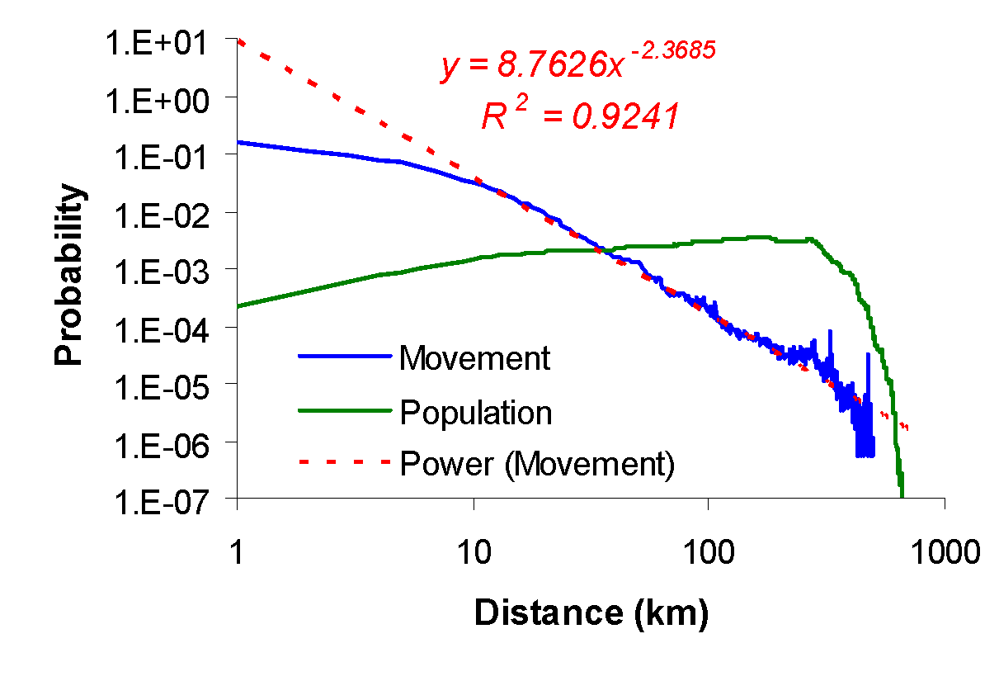 1.E+01
1.E+00
1.E-01
1.E-02
1.E-03
1.E-04
1.E-05
1.E-06
1.E-07
Probability
y = 8.7626x^-2.3685
R² = 0.9241
Movement
Population
Power (Movement)
1 10 100 1000
Distance (km)